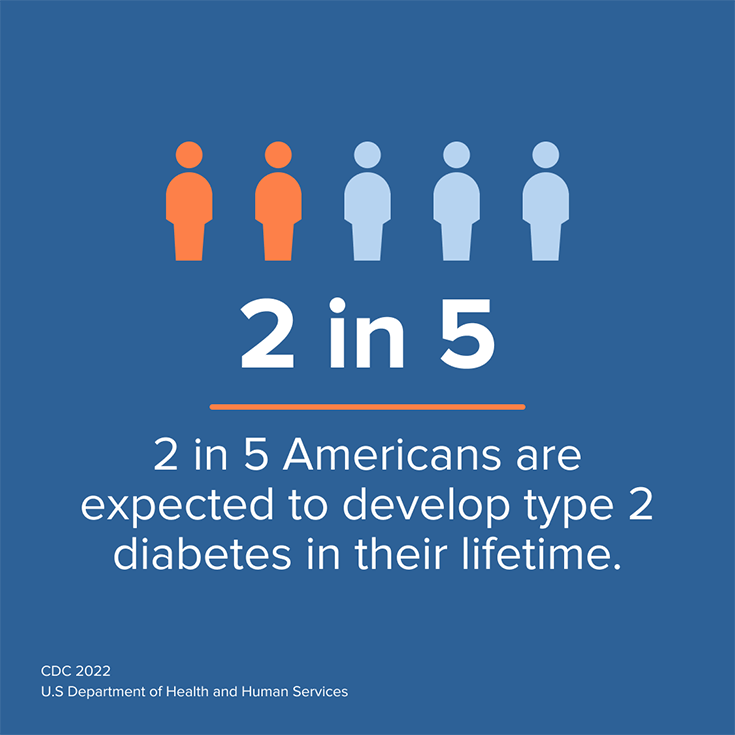 2 in 5
2 in 5 Americans are
expected to develop type 2
diabetes in their lifetime.
CDC 2022
U.S Department of Health and Human Services